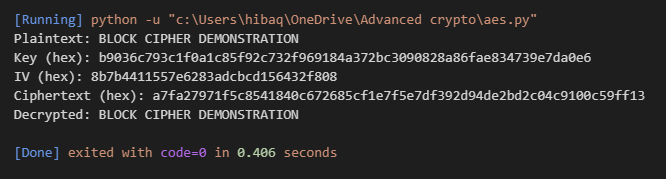 [Running] python -u "c:\Users\hibaq\OneDrive\Advanced crypto\aes.py"
Plaintext: BLOCK CIPHER DEMONSTRATION
Key (hex): b9036c793c1f0a1c85f92c732f969184a372bc3090828a86fae834739e7da0e6
IV (hex): 8b7b4411557e6283adcbcd156432f808
Ciphertext (hex): a7fa27971f5c8541840c672685cf1e7f5e7df392d94de2bd2c04c9100c59ff13
Decrypted: BLOCK CIPHER DEMONSTRATION
[Done] exited with code=0 in 0.406 seconds